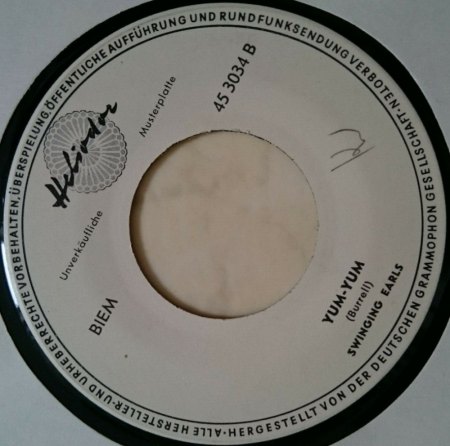 ALLE HERSTELLER-UND URHEBERRECHTE VORBEHALTEN, ÜBERSPIELUNG, ÖFFENTLICHE AUFFÜHRUNG UND RUNDFUNKSENDUNG VERBOTEN · HERGESTELLT VON DER DEUTSCHEN GRAMMOPHON GESELLSCHAFT ·
Heliodor
Unverkäufliche Musterplatte
BIEM 45 3034 B
YUM-YUM
(Burrell)
SWINGING EARLS